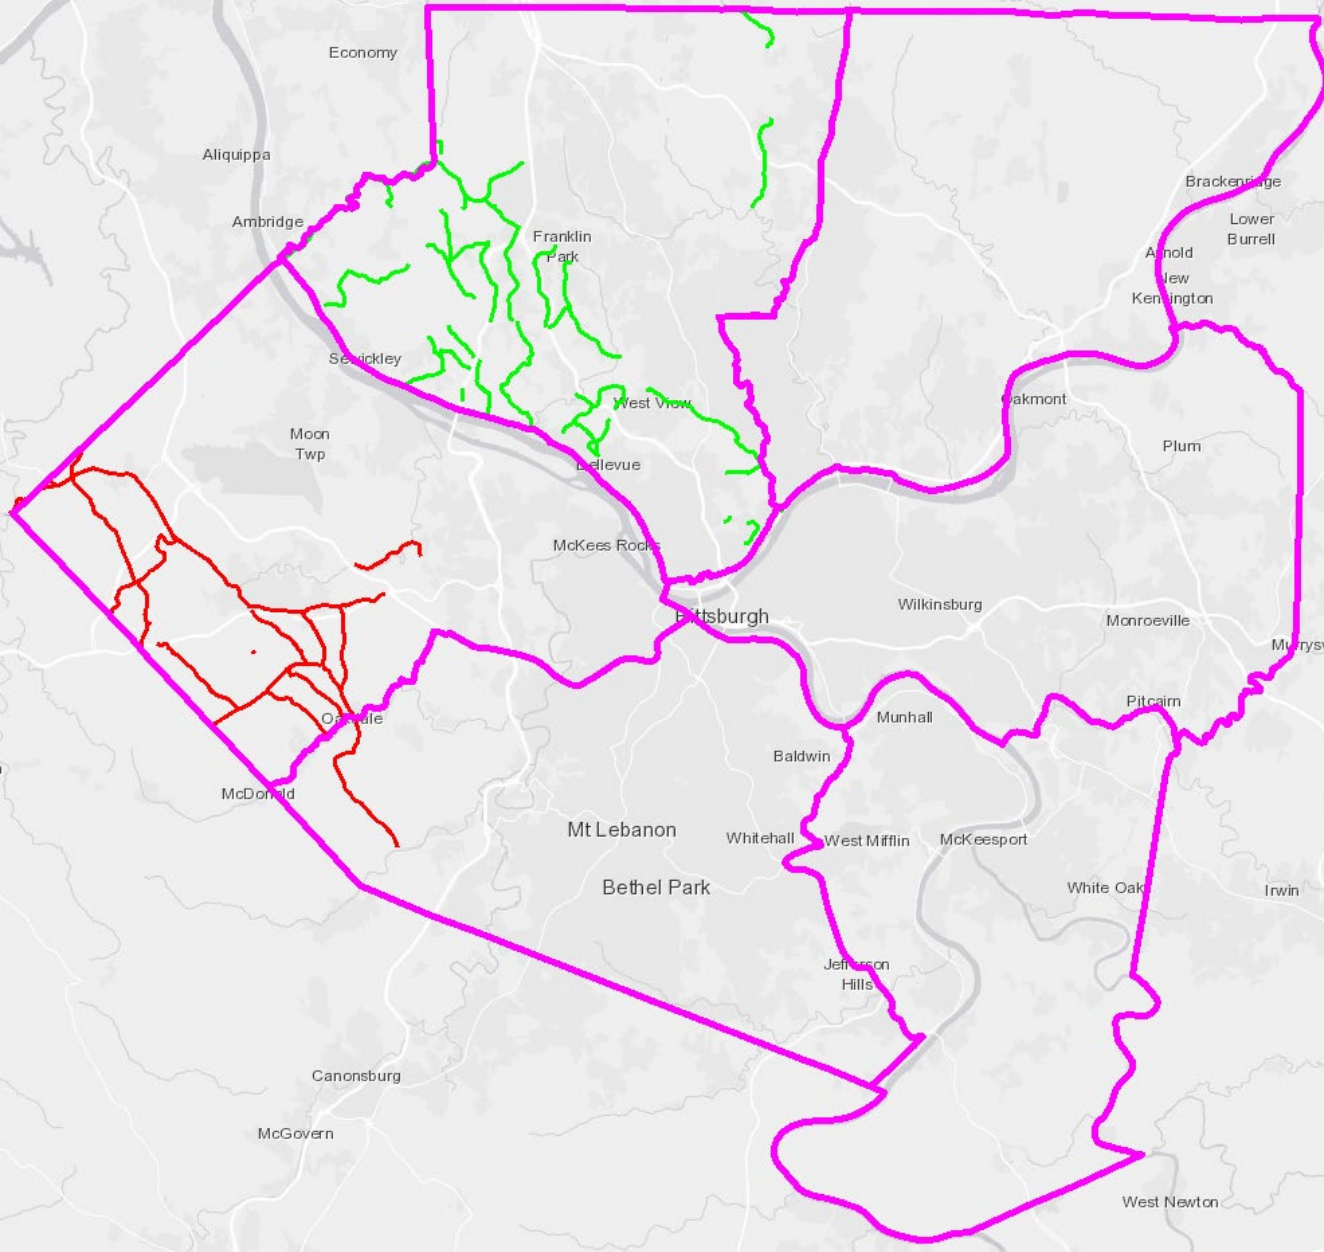 Economy
Aliquippa
Brackenridge
Ambridge
Lower
Burrell
Franklin
Park
Arnold
New
Kensington
Sewickley
Oakmont
West View
Moon
Twp
Plum
Bellevue
McKees Rocks
Wilkinsburg
Pittsburgh
Monroeville
Murrysv
Pitcairn
Oakdale
Munhall
Baldwin
McDonald
Mt Lebanon
Whitehall
West Mifflin
McKeesport
Bethel Park
White Oak
Irwin
Jefferson
Hills
Canonsburg
McGovern
West Newton